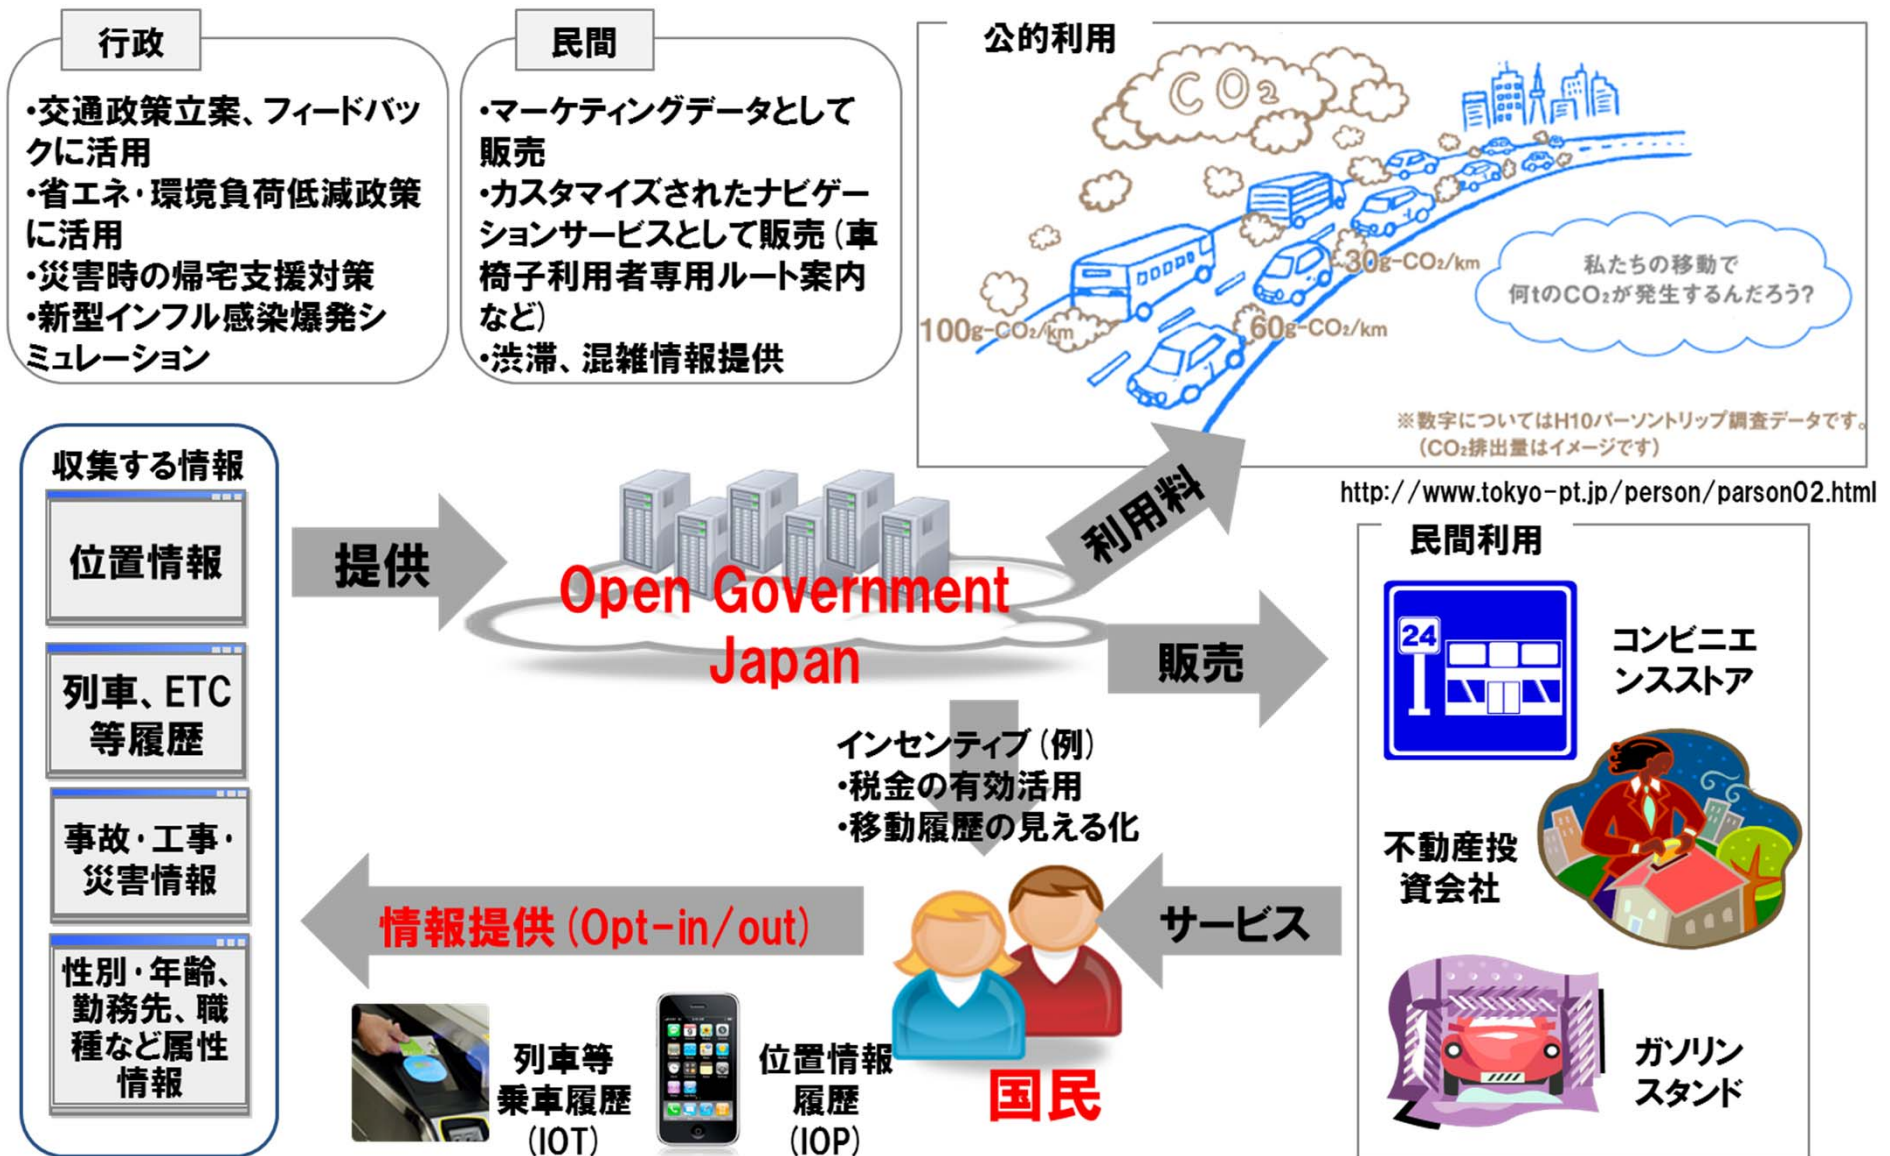 行政
・交通政策立案、フィードバッ
クに活用
・省エネ・環境負荷低減政策
に活用
・災害時の帰宅支援対策
・新型インフル感染爆発シ
ミュレーション
民間
・マーケティングデータとして
販売
・カスタマイズされたナビゲー
ションサービスとして販売(車
椅子利用者専用ルート案内
など)
・渋滞、混雑情報提供
公的利用
CO₂
30g-CO₂/km
100g-CO₂/km
60g-CO₂/km
私たちの移動で
何tのCO₂が発生するんだろう?
※数字についてはH10パーソントリップ調査データです。
(CO₂排出量はイメージです)
http://www.tokyo-pt.jp/person/parson02.html
収集する情報
位置情報
列車、ETC
等履歴
事故・工事・
災害情報
性別・年齢、
勤務先、職
種など属性
情報
提供
Open Government
Japan
利用料
販売
インセンティブ(例)
・税金の有効活用
・移動履歴の見える化
情報提供(Opt-in/out)
サービス
列車等
乗車履歴
(IOT)
位置情報
履歴
(IOP)
国民
民間利用
24
コンビニエ
ンスストア
不動産投
資会社
ガソリン
スタンド